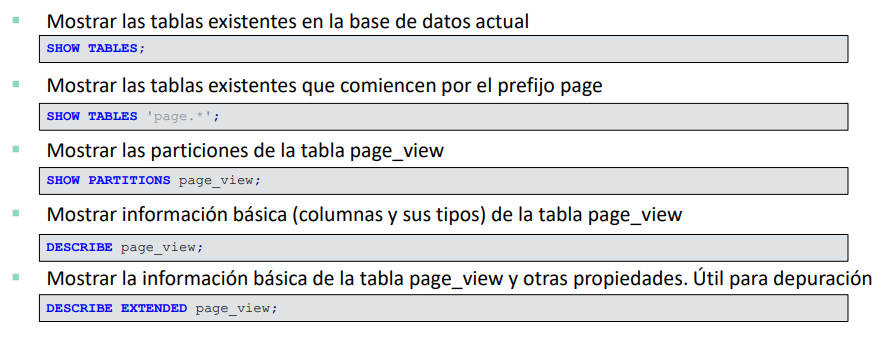 Mostrar las tablas existentes en la base de datos actual
SHOW TABLES;
Mostrar las tablas existentes que comiencen por el prefijo page
SHOW TABLES 'page.*';
Mostrar las particiones de la tabla page_view
SHOW PARTITIONS page_view;
Mostrar información básica (columnas y sus tipos) de la tabla page_view
DESCRIBE page_view;
Mostrar la información básica de la tabla page_view y otras propiedades. Útil para depuración
DESCRIBE EXTENDED page_view;